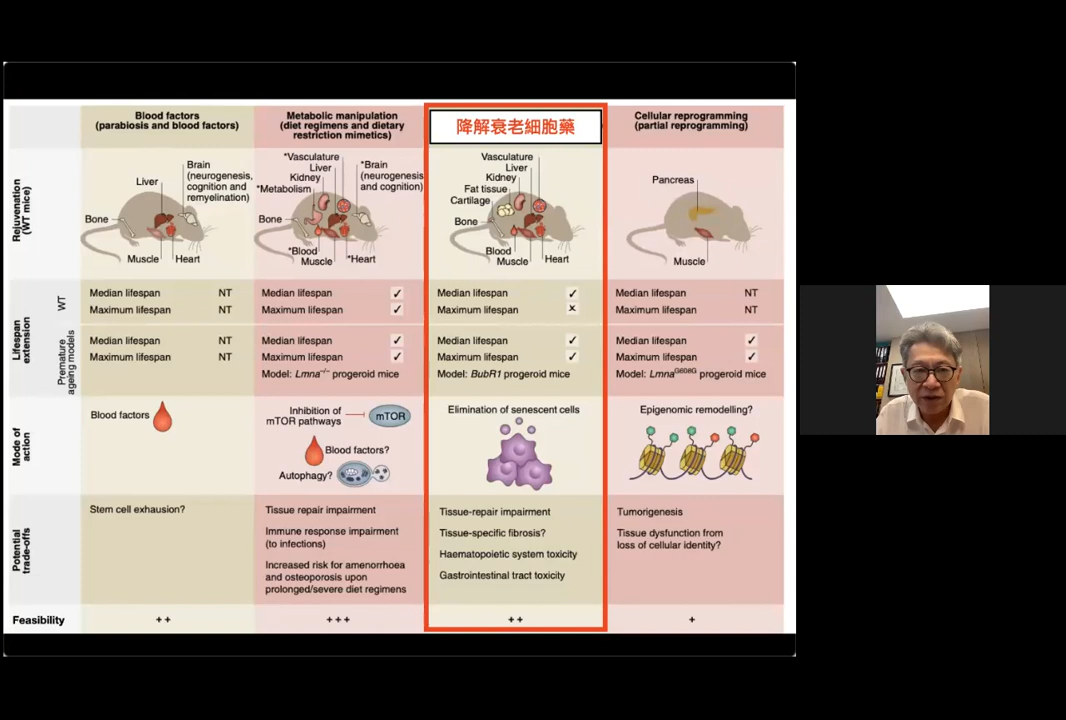 Blood factors
(parabiosis and blood factors)
Metabolic manipulation
(diet regimens and dietary
restriction mimetics)
降解衰老細胞藥
Cellular reprogramming
(partial reprogramming)
Rejuvenation
(WT mice)
Brain
(neurogenesis,
cognition and
remyelination)
Liver
Bone
Muscle
Heart
*Vasculature
Liver
Kidney
*Metabolism
*Brain
(neurogenesis
and cognition)
Bone
*Blood
Muscle
*Heart
Vasculature
Liver
Kidney
Fat tissue
Cartilage
Bone
Blood
Muscle
Heart
Pancreas
Muscle
Lifespan
extension
WT
Median lifespan NT
Maximum lifespan NT
Median lifespan ✓
Maximum lifespan ✓
Median lifespan ✓
Maximum lifespan ×
Median lifespan NT
Maximum lifespan NT
Premature
ageing models
Median lifespan NT
Maximum lifespan NT
Median lifespan ✓
Maximum lifespan ✓
Model: Lmna−/− progeroid mice
Median lifespan ✓
Maximum lifespan ✓
Model: BubR1 progeroid mice
Median lifespan ✓
Maximum lifespan ✓
Model: LmnaG608G progeroid mice
Mode of
action
Blood factors
Inhibition of
mTOR pathways
mTOR
Blood factors?
Autophagy?
Elimination of senescent cells
Epigenomic remodelling?
Potential
trade-offs
Stem cell exhausion?
Tissue repair impairment
Immune response impairment
(to infections)
Increased risk for amenorrhoea
and osteoporosis upon
prolonged/severe diet regimens
Tissue-repair impairment
Tissue-specific fibrosis?
Haematopoietic system toxicity
Gastrointestinal tract toxicity
Tumorigenesis
Tissue dysfunction from
loss of cellular identity?
Feasibility ++ +++ ++ +